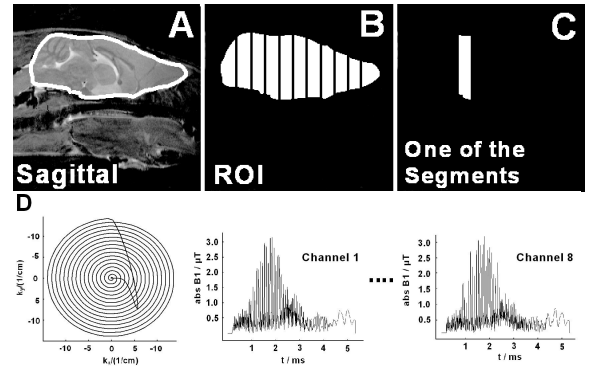 A
B
C
Sagittal
ROI
One of the
Segments
D
-10
-5
0
5
-10
ky/(1/cm)
-10
-5
0
5
-10
kx/(1/cm)
3.0
2.5
2.0
1.5
1.0
0.5
abs B1 / µT
Channel 1
1
2
3
4
5
t / ms
3.0
2.5
2.0
1.5
1.0
0.5
abs B1 / µT
Channel 8
1
2
3
4
5
t / ms